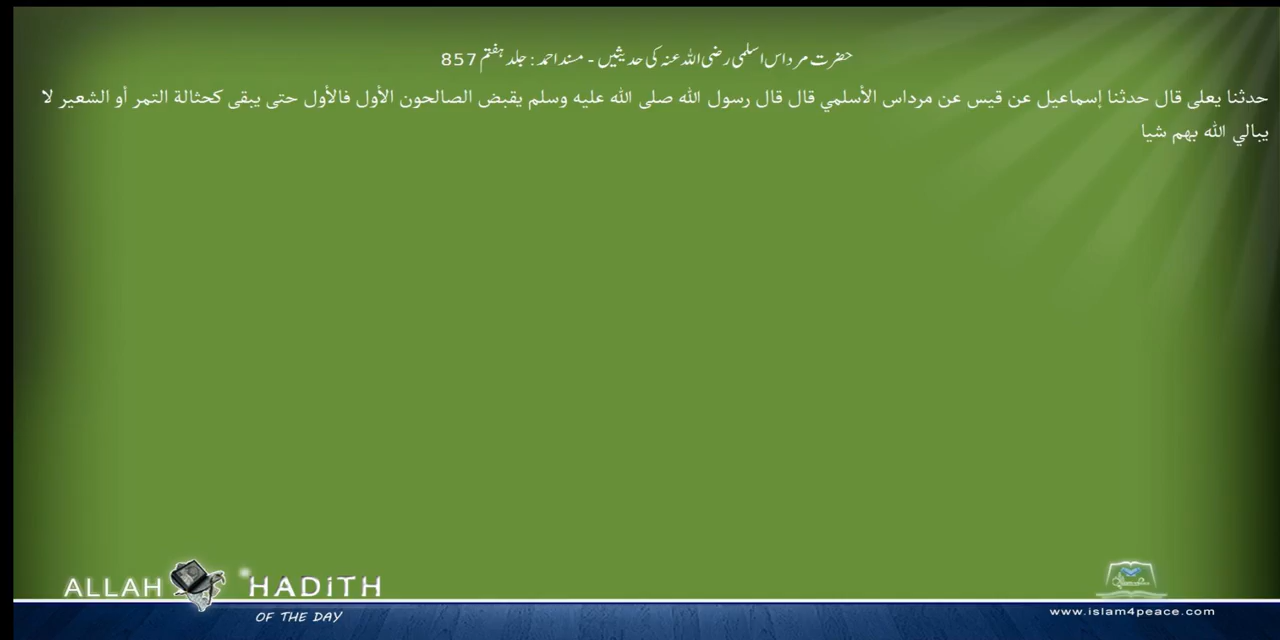 حضرت مرداس اسلمی رضی اللہ عنہ کی حدیثیں - مسند احمد : جلد ہفتم 857
حدثنا يعلى قال حدثنا إسماعيل عن قيس عن مرداس الأسلمي قال قال رسول الله صلى الله عليه وسلم يقبض الصالحون الأول فالأول حتى يبقى كحثالة التمر أو الشعير لا
يبالي الله بهم شيا
ALLAH HADITH
OF THE DAY
www.islam4peace.com